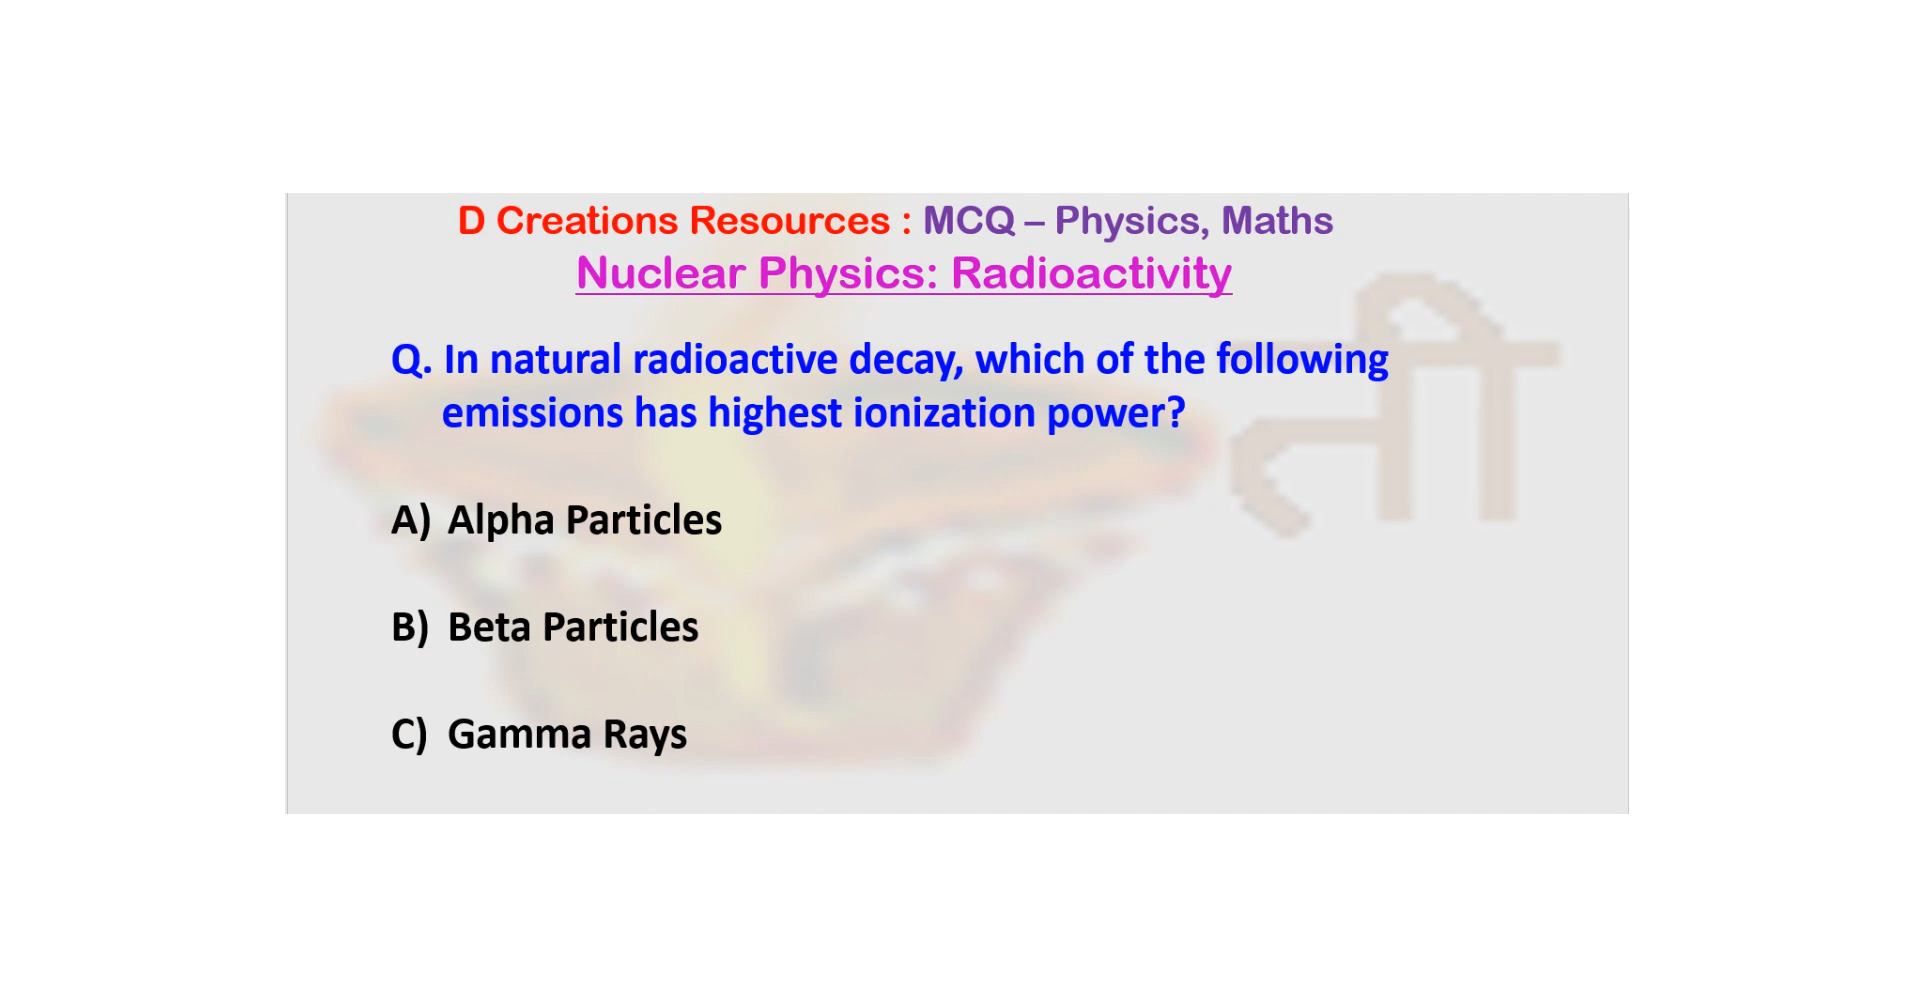 D Creations Resources : MCQ – Physics, Maths
Nuclear Physics: Radioactivity
Q. In natural radioactive decay, which of the following
emissions has highest ionization power?
ती
A) Alpha Particles
B) Beta Particles
C) Gamma Rays